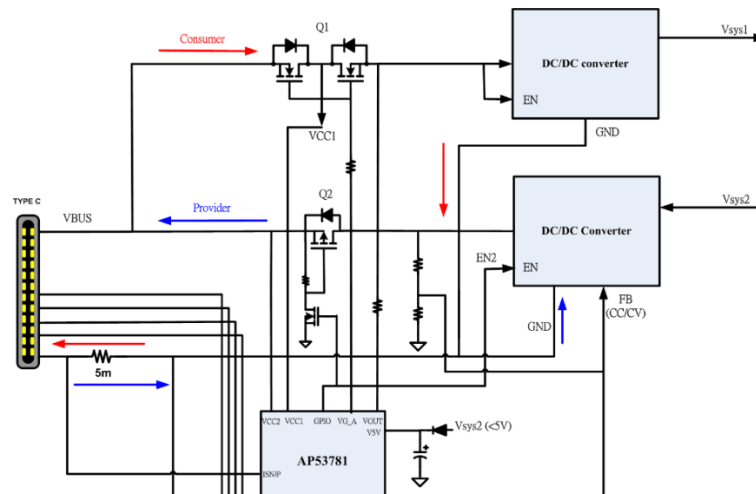 Q1
Consumer
Vsys1
DC/DC converter
EN
VCC1
GND
TYPE C
Q2
Provider
VBUS
Vsys2
DC/DC Converter
EN2
EN
FB
(CC/CV)
GND
5m
VCC2 VCC1 GPIO VG_A VOUT
V5V
Vsys2 (<5V)
AP53781
ISN/P